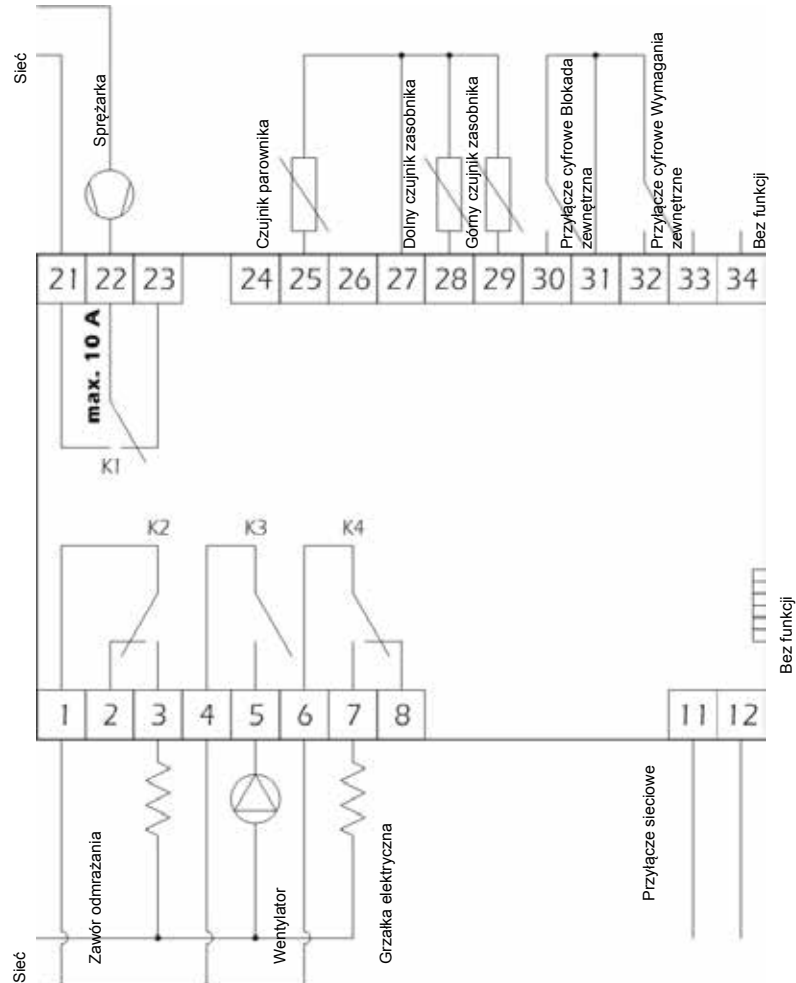 Sieć
Sprężarka
Czujnik parownika
Dolny czujnik zasobnika
Górny czujnik zasobnika
Przyłącze cyfrowe Blokada
zewnętrzna
Przyłącze cyfrowe Wymagania
zewnętrzne
Bez funkcji
21 22 23 24 25 26 27 28 29 30 31 32 33 34
max. 10 A
K1
K2 K3 K4
Bez funkcji
1 2 3 4 5 6 7 8 11 12
Zawór odmrażania
Wentylator
Grzałka elektryczna
Przyłącze sieciowe
Sieć